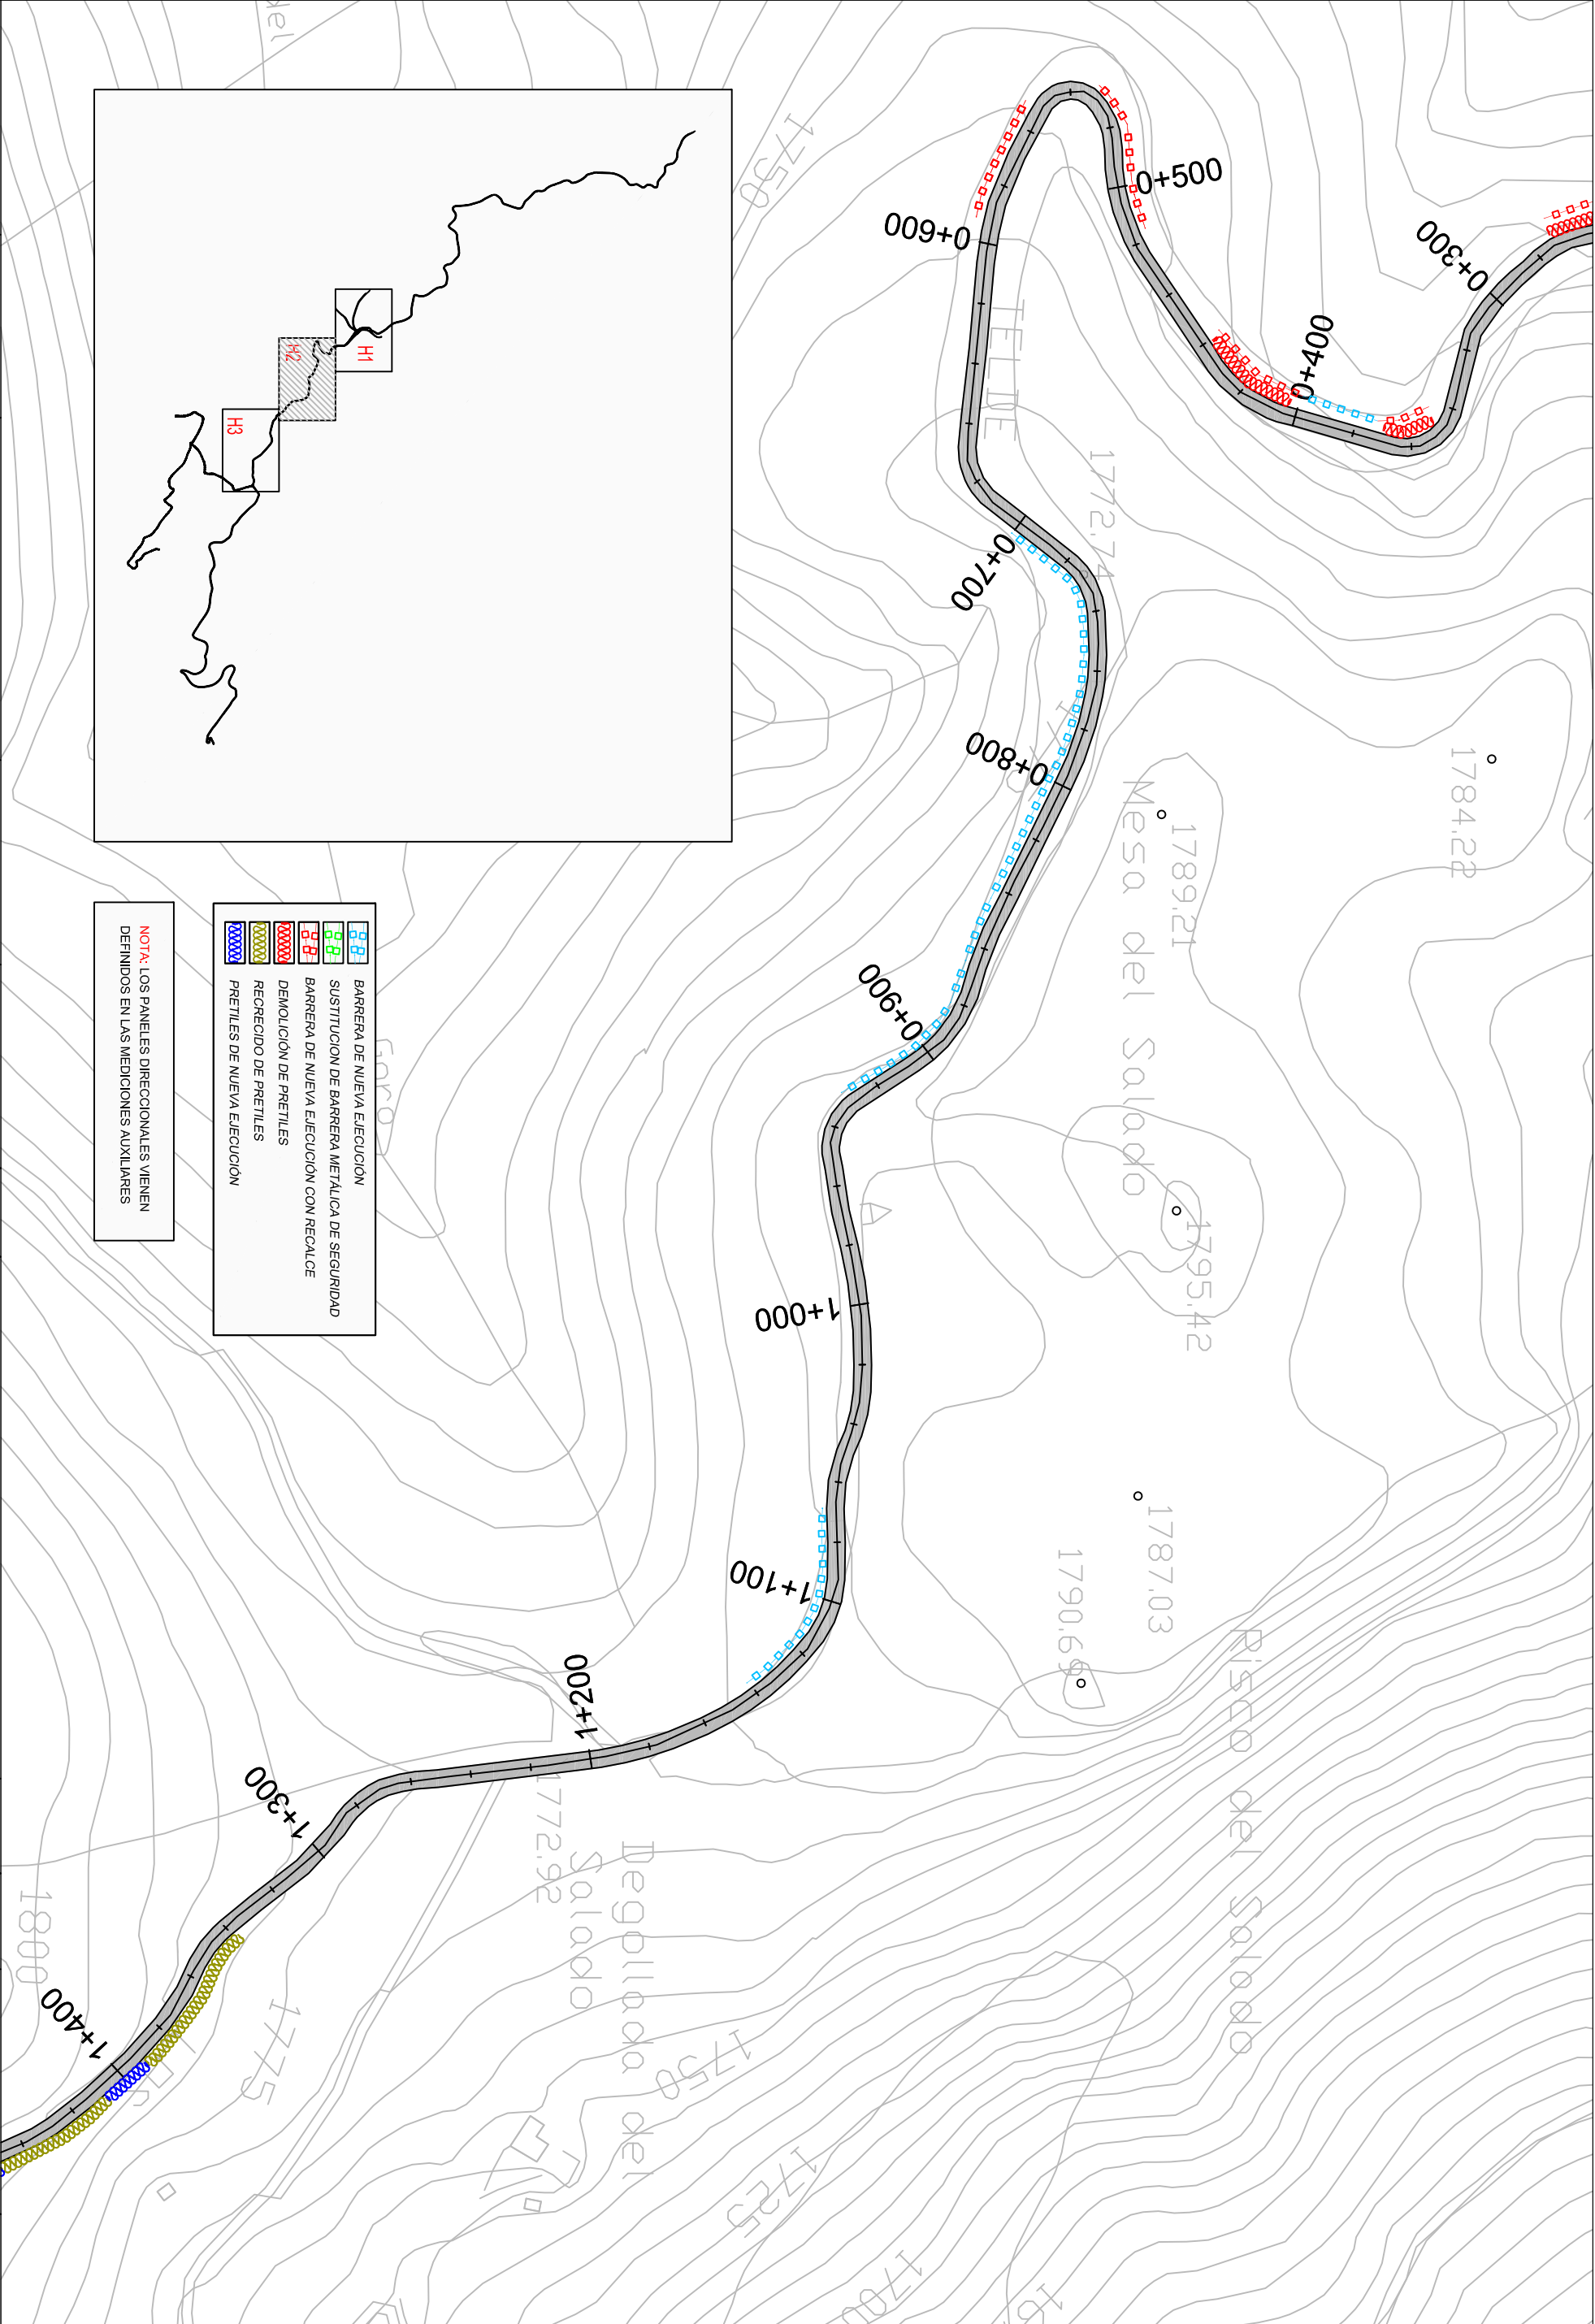 0+300
0+400
0+500
0+600
0+700
0+800
0+900
1+000
1+100
1+200
1+300
1+400
1750
TELDE
1772.74
1784.22
1789.21
Mesa del Salado
1795.42
1787.03
1790.69
Risco del Salado
1772.92
Degollada del
Salado
1800
1775
1750
1725
1700
H1
H2
H3
BARRERA DE NUEVA EJECUCIÓN
SUSTITUCION DE BARRERA METÁLICA DE SEGURIDAD
BARRERA DE NUEVA EJECUCIÓN CON RECALCE
DEMOLICIÓN DE PRETILES
RECRECIDO DE PRETILES
PRETILES DE NUEVA EJECUCIÓN
NOTA: LOS PANELES DIRECCIONALES VIENEN
DEFINIDOS EN LAS MEDICIONES AUXILIARES